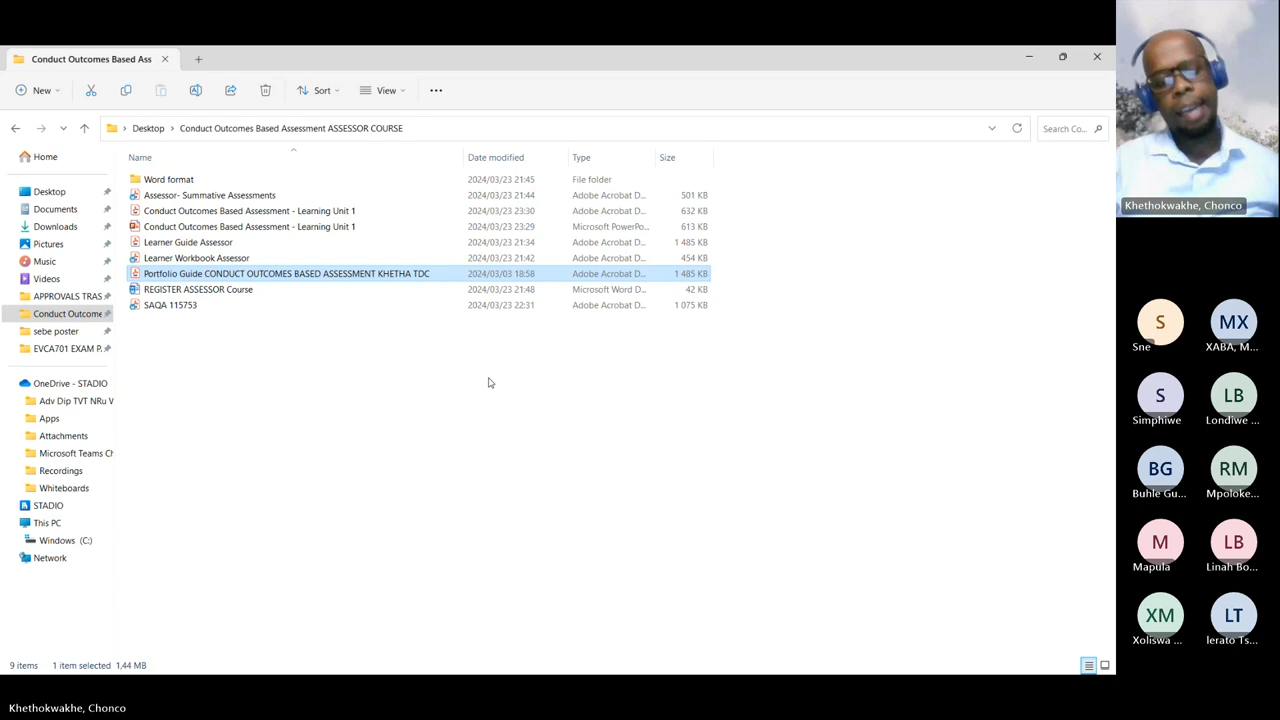 Conduct Outcomes Based Ass
New
Sort
View
Desktop > Conduct Outcomes Based Assessment ASSESSOR COURSE
Search Co...
Name Date modified Type Size
Word format 2024/03/23 21:45 File folder
Assessor- Summative Assessments 2024/03/23 21:44 Adobe Acrobat D... 501 KB
Conduct Outcomes Based Assessment - Learning Unit 1 2024/03/23 23:30 Adobe Acrobat D... 632 KB
Conduct Outcomes Based Assessment - Learning Unit 1 2024/03/23 23:29 Microsoft PowerPo... 613 KB
Learner Guide Assessor 2024/03/23 21:34 Adobe Acrobat D... 1 485 KB
Learner Workbook Assessor 2024/03/23 21:42 Adobe Acrobat D... 454 KB
Portfolio Guide CONDUCT OUTCOMES BASED ASSESSMENT KHETHA TDC 2024/03/03 18:58 Adobe Acrobat D... 1 485 KB
REGISTER ASSESSOR Course 2024/03/23 21:48 Microsoft Word D... 42 KB
SAQA 115753 2024/03/23 22:31 Adobe Acrobat D... 1 075 KB
Home
Desktop
Documents
Downloads
Pictures
Music
Videos
APPROVALS TRAS
Conduct Outcome
sebe poster
EVCA701 EXAM P.
OneDrive - STADIO
Adv Dip TVT NRu V
Apps
Attachments
Microsoft Teams Ch
Recordings
Whiteboards
STADIO
This PC
Windows (C:)
Network
9 items 1 item selected 1,44 MB
Khethokwakhe, Chonco
S MX
Sne XABA, M...
S LB
Simphiwe Londiwe ...
BG RM
Buhle Gu... Mpoloke...
M LB
Mapula Linah Bo...
XM LT
Xoliswa ... lerato Ts...
Khethokwakhe, Chonco